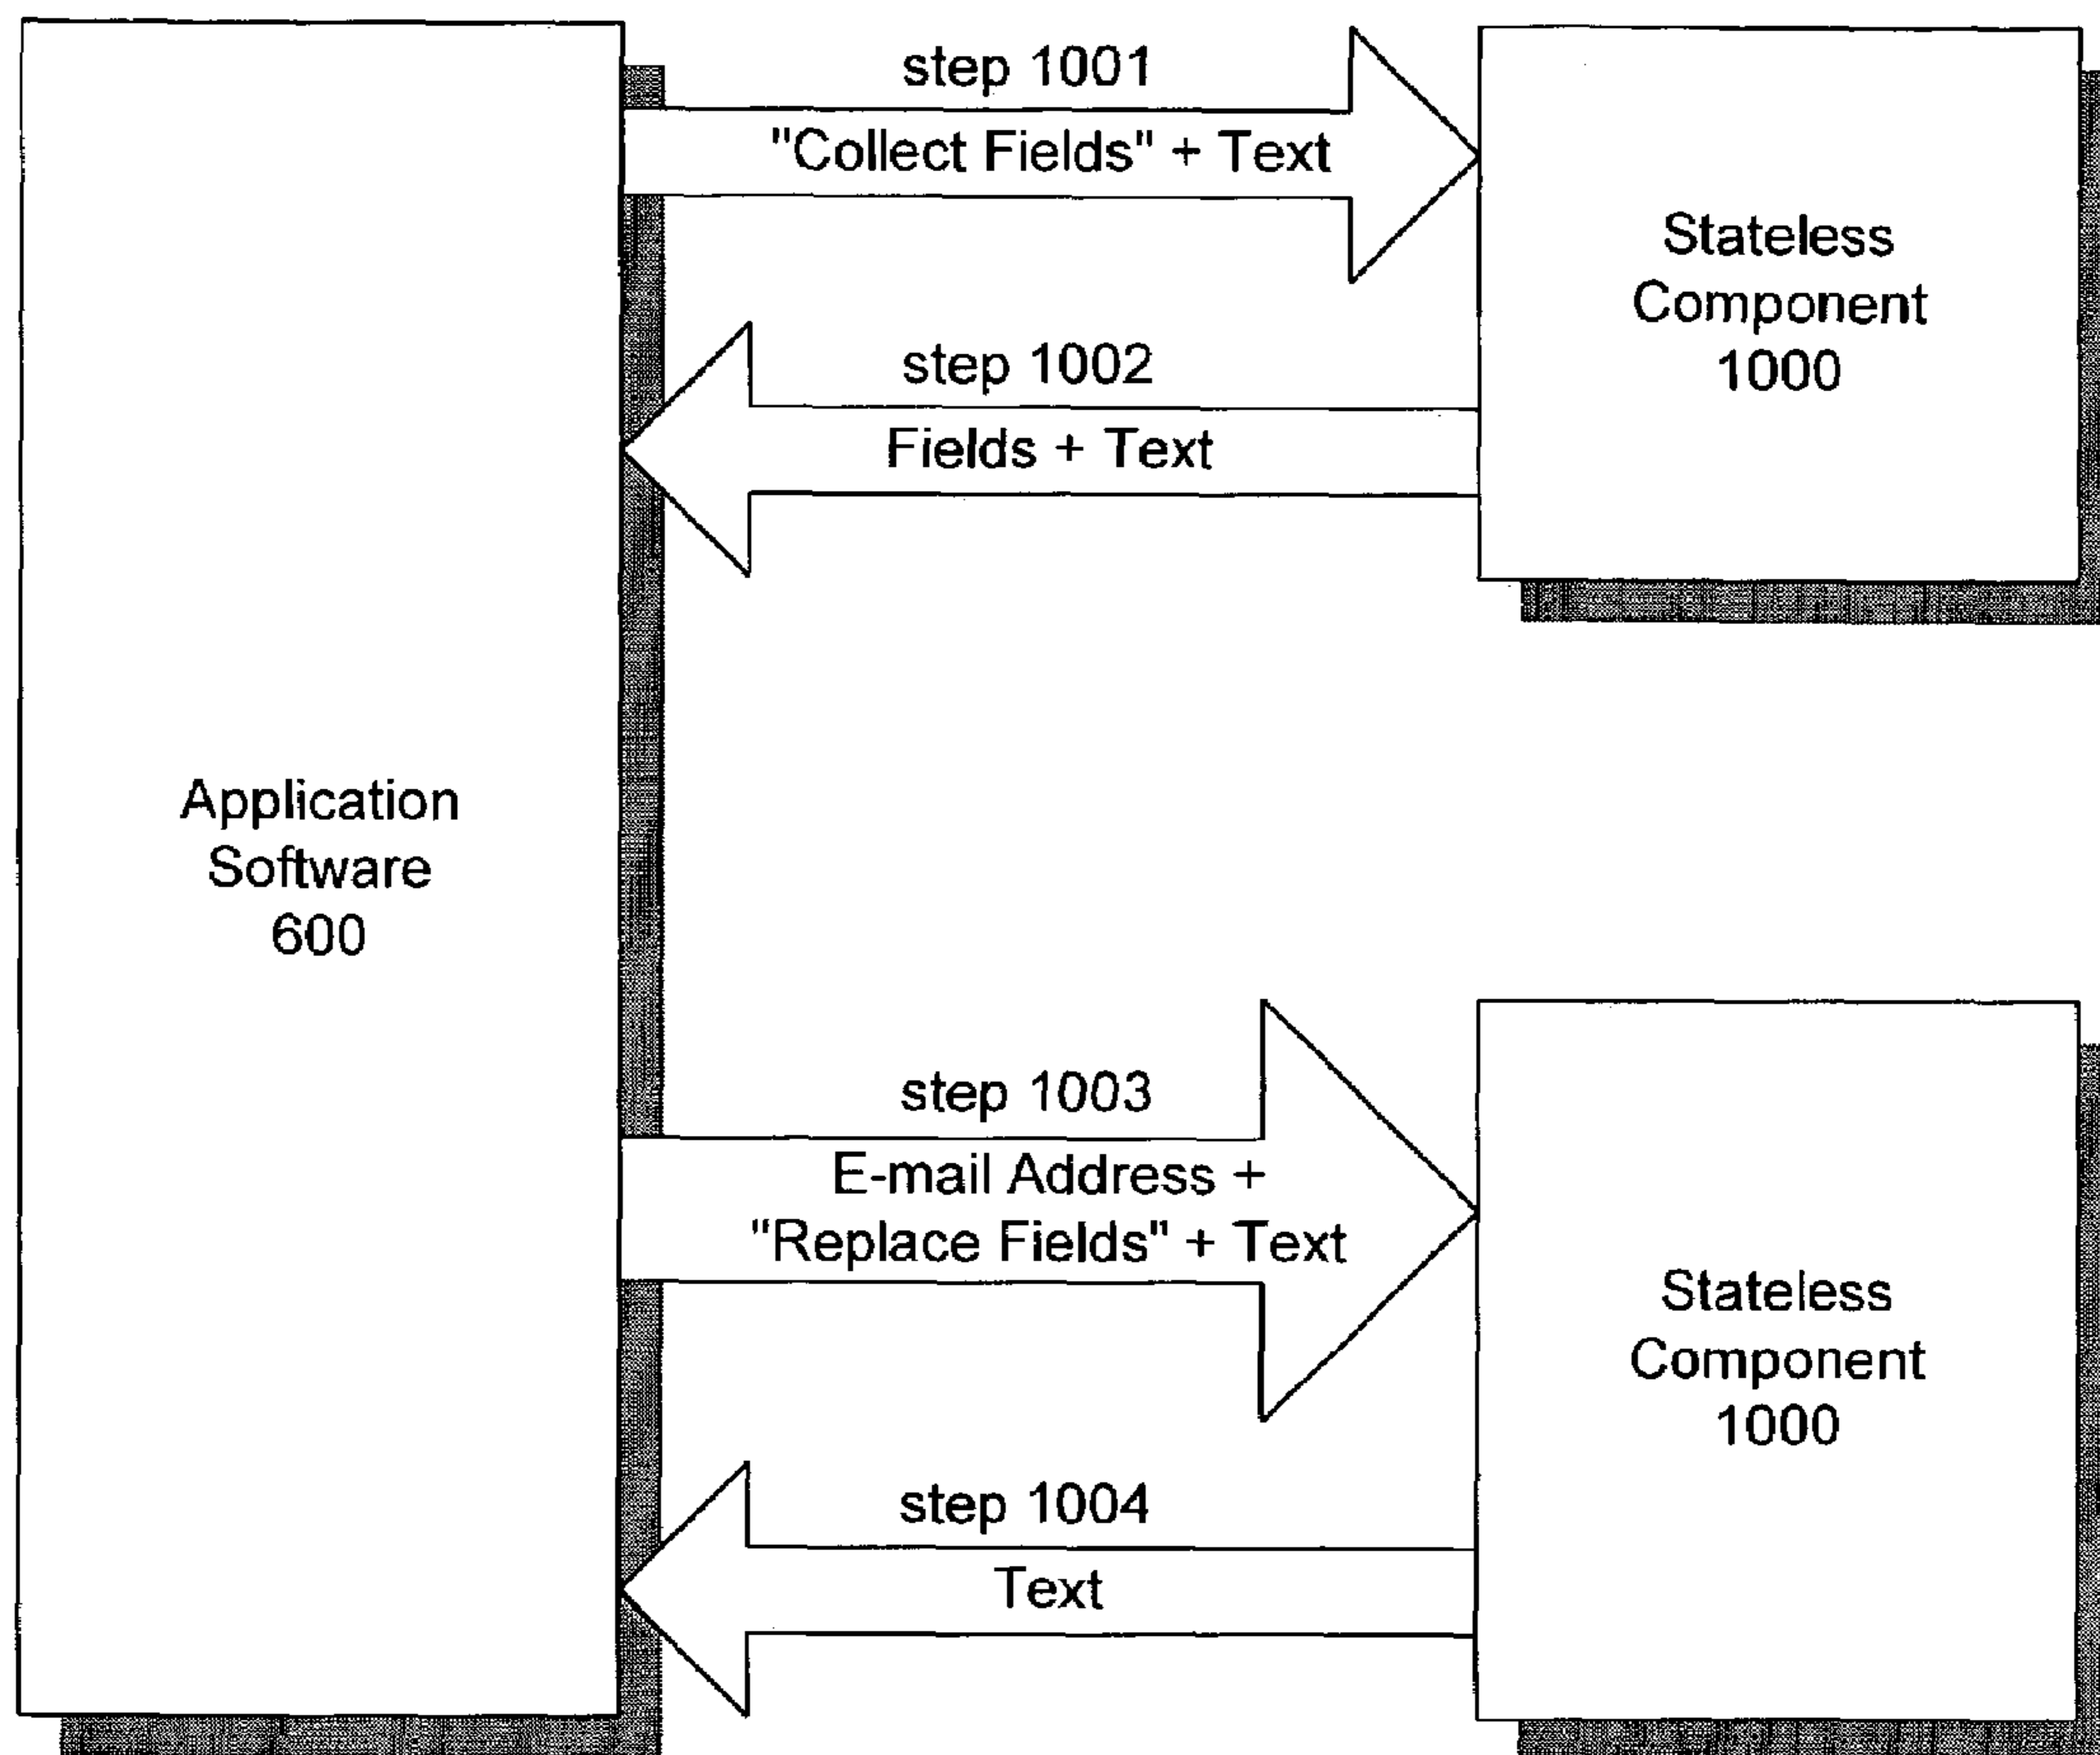 step 1001
"Collect Fields" + Text
Stateless
Component
1000
step 1002
Fields + Text
Application
Software
600
step 1003
E-mail Address +
"Replace Fields" + Text
Stateless
Component
1000
step 1004
Text